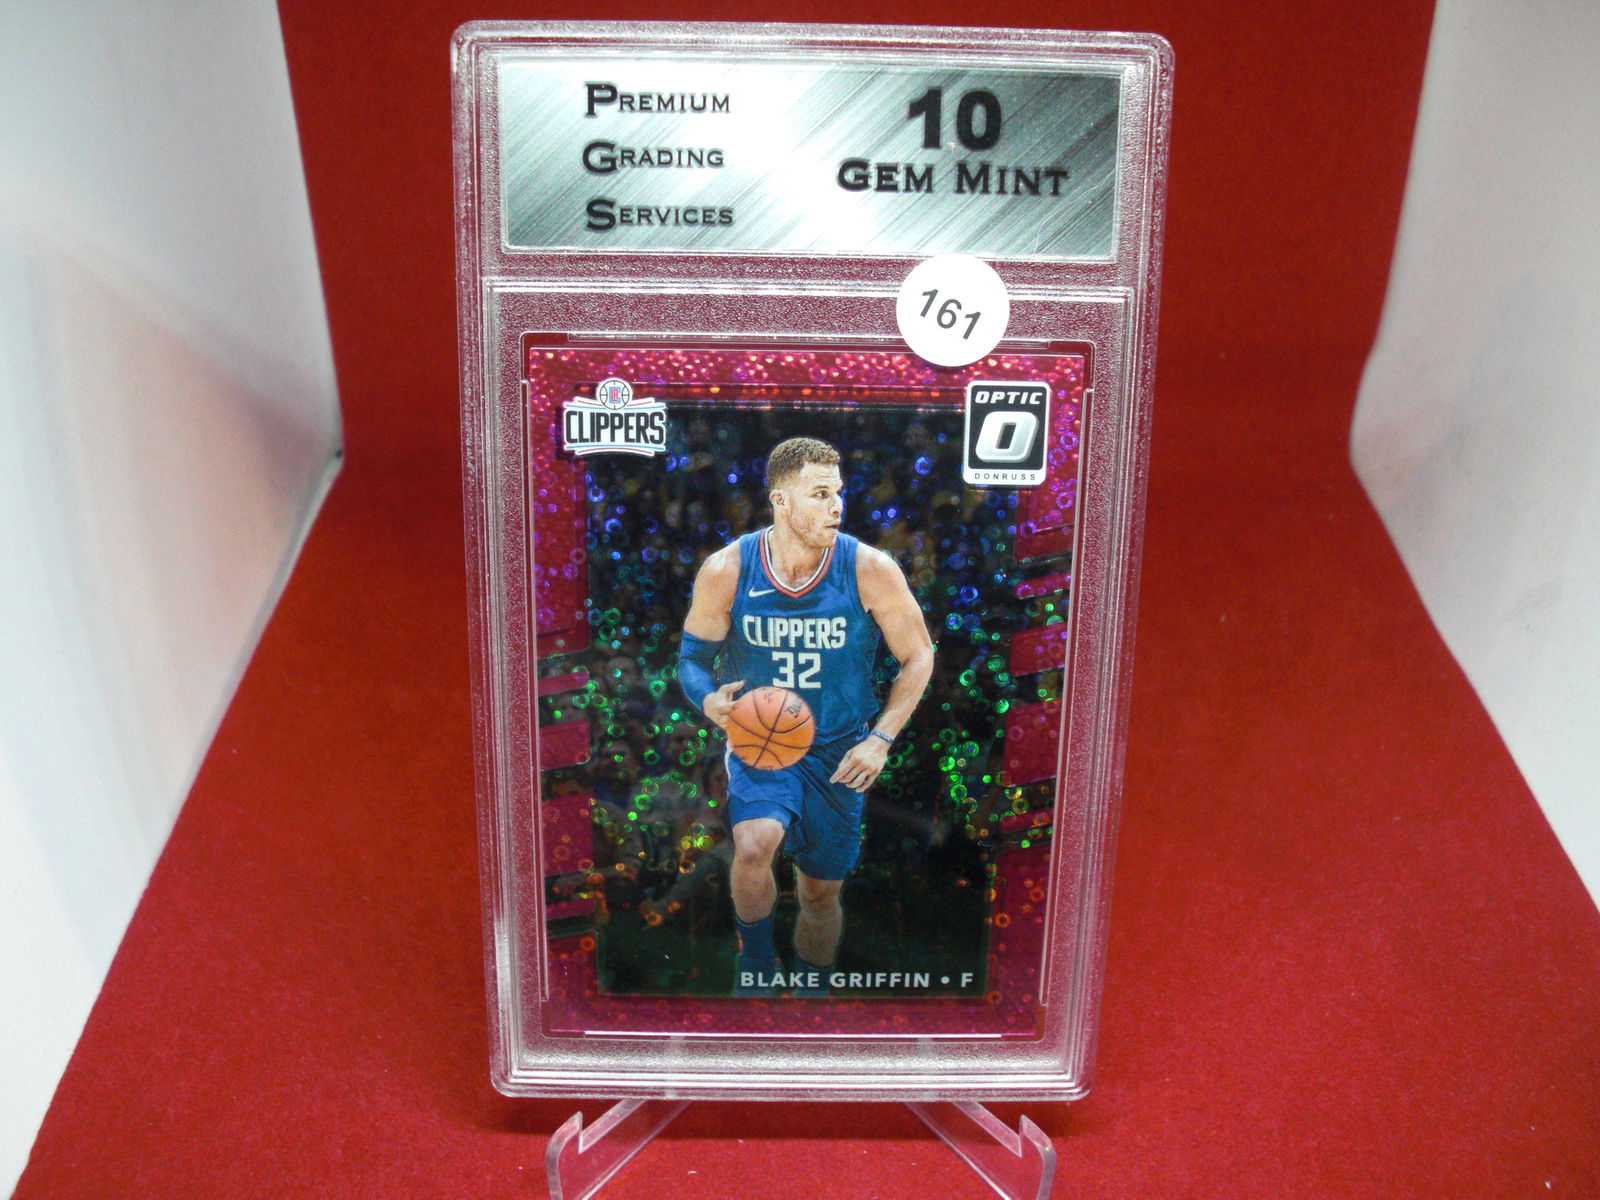 PREMIUM
GRADING
SERVICES
10
GEM MINT
161
CLIPPERS
OPTIC
DONRUSS
CLIPPERS
32
BLAKE GRIFFIN • F